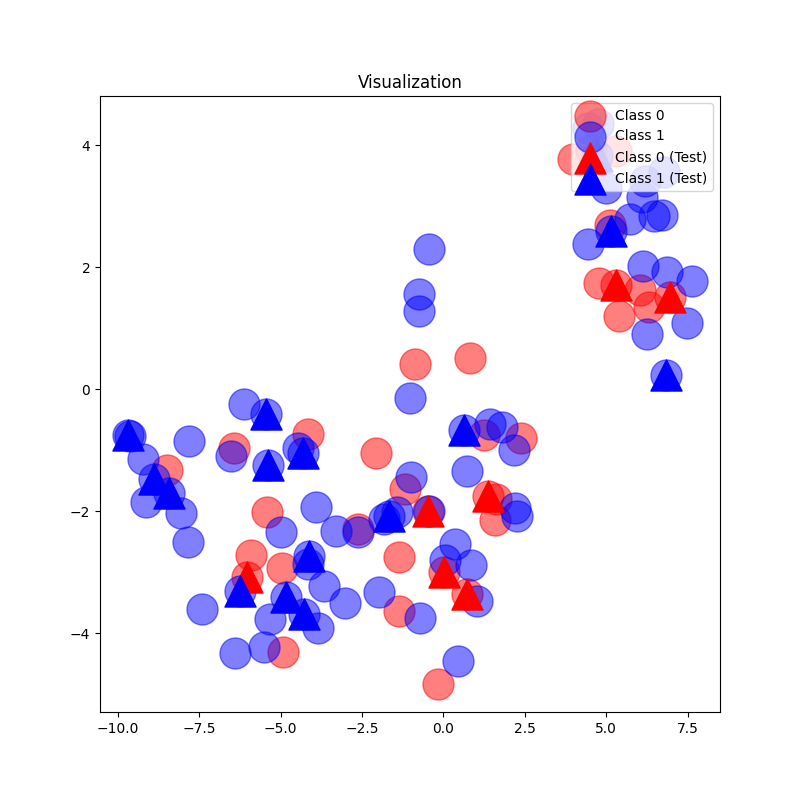 Visualization
Class 0
Class 1
Class 0 (Test)
Class 1 (Test)
4
2
0
−2
−4
−10.0 −7.5 −5.0 −2.5 0.0 2.5 5.0 7.5